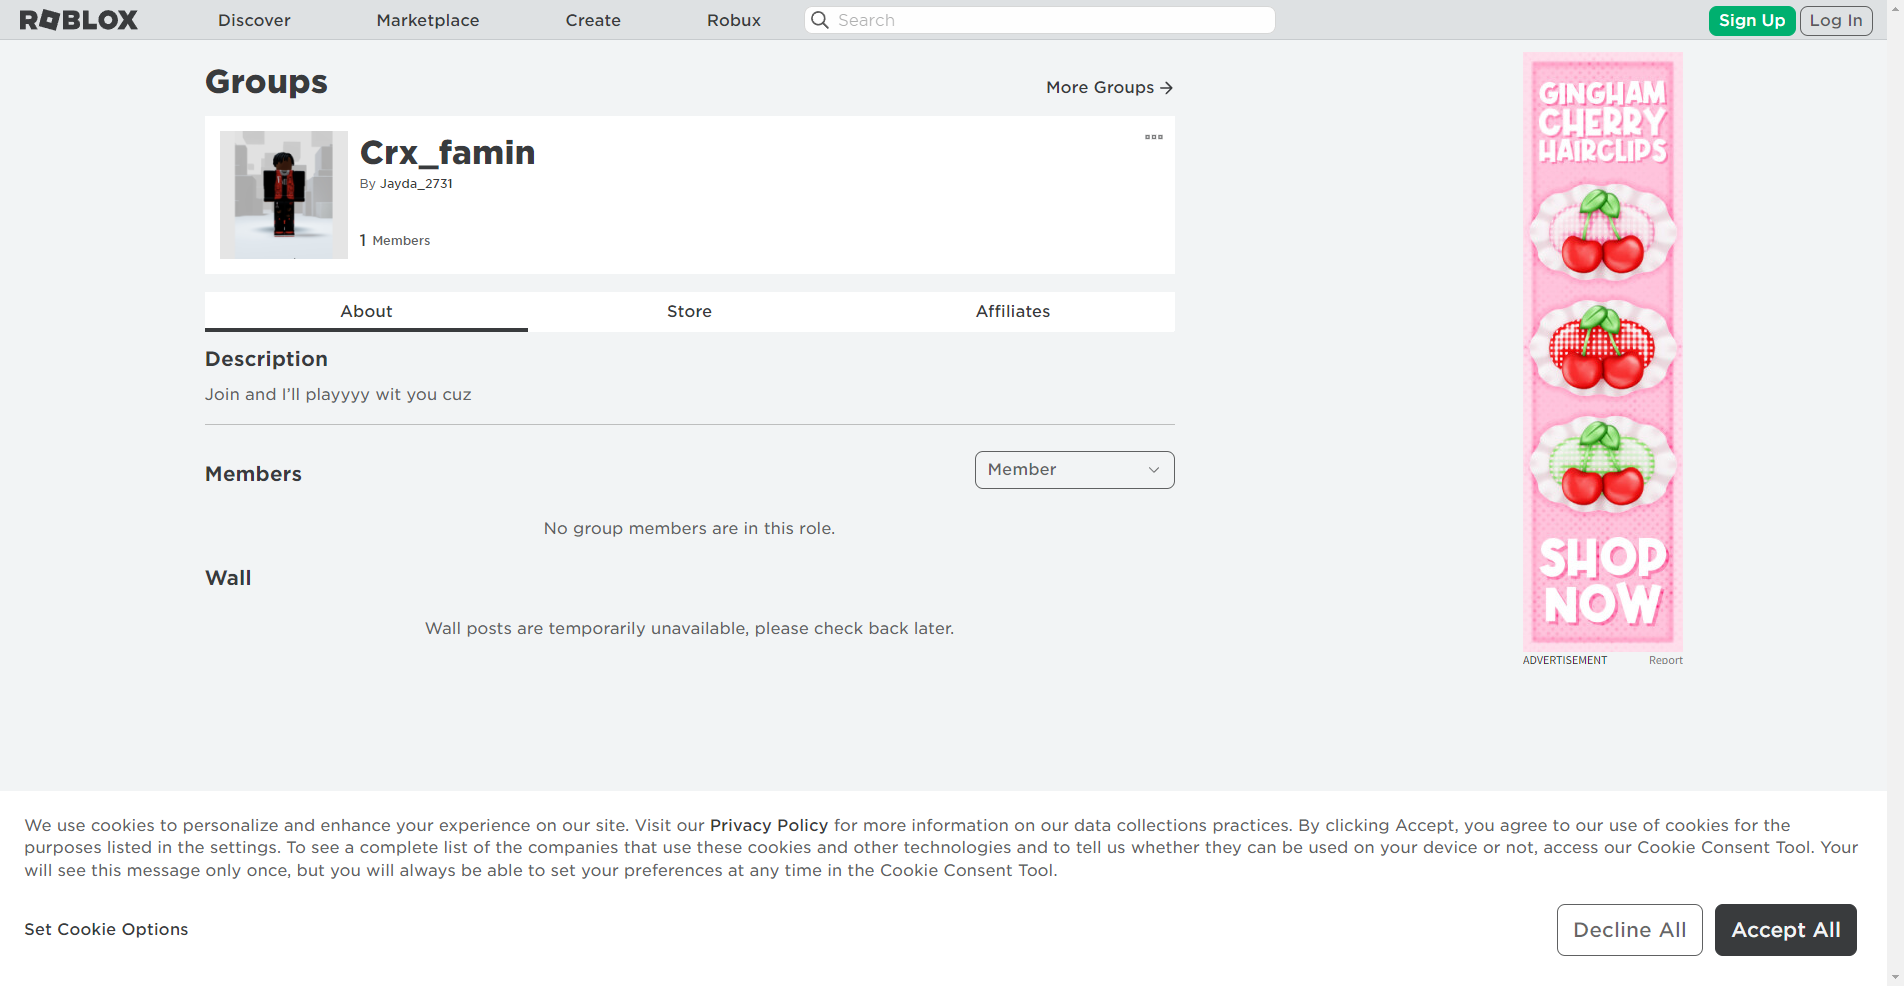 ROBLOX
Discover
Marketplace
Create
Robux
Search
Sign Up
Log In
Groups
More Groups
Crx_famin
By Jayda_2731
1 Members
About
Store
Affiliates
Description
Join and I’ll playyyy wit you cuz
Members
Member
No group members are in this role.
Wall
Wall posts are temporarily unavailable, please check back later.
GINGHAM
CHERRY
HAIRCLIPS
SHOP
NOW
ADVERTISEMENT
Report
We use cookies to personalize and enhance your experience on our site. Visit our Privacy Policy for more information on our data collections practices. By clicking Accept, you agree to our use of cookies for the
purposes listed in the settings. To see a complete list of the companies that use these cookies and other technologies and to tell us whether they can be used on your device or not, access our Cookie Consent Tool. Your
will see this message only once, but you will always be able to set your preferences at any time in the Cookie Consent Tool.
Set Cookie Options
Decline All
Accept All